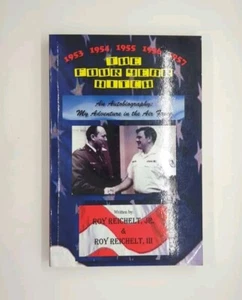 1953 1954 1955 1956 1957
THE
FOUR YEAR
HITCH
An Autobiography:
My Adventure in the Air Force
Written by:
ROY REICHELT, JR.
&
ROY REICHELT, III